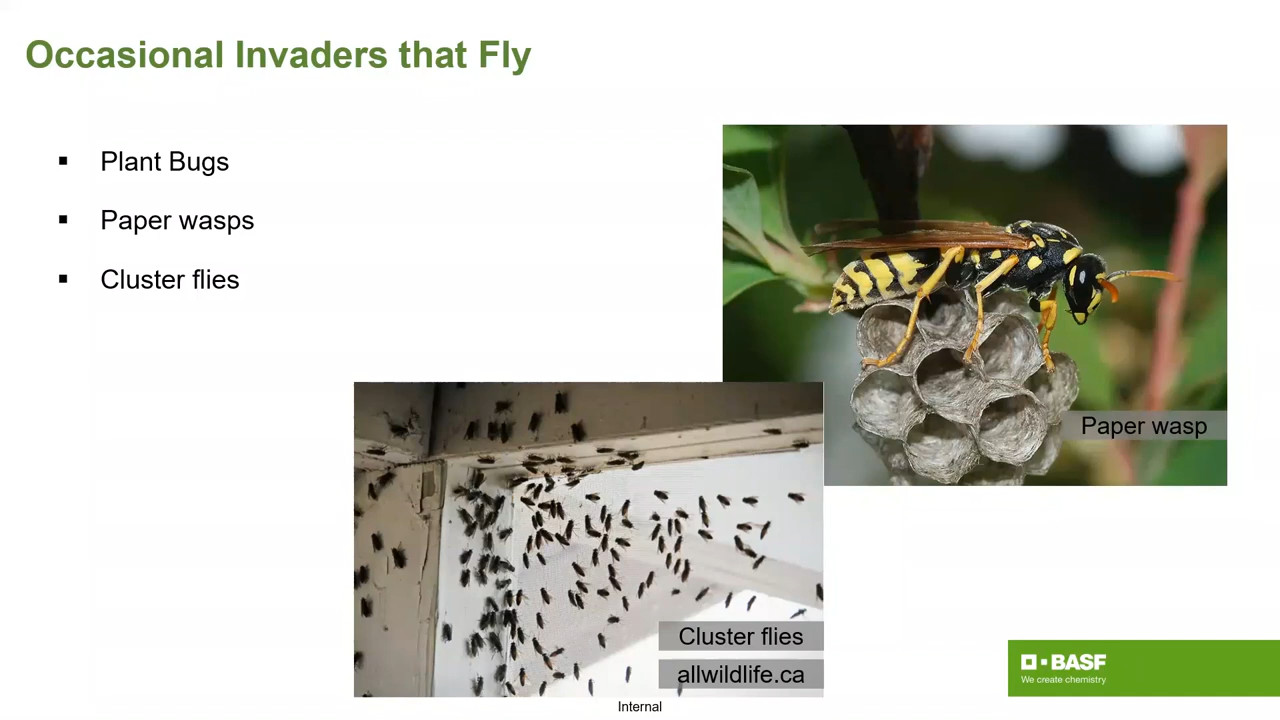 Occasional Invaders that Fly
▪ Plant Bugs
▪ Paper wasps
▪ Cluster flies
Paper wasp
Cluster flies
allwildlife.ca
BASF
We create chemistry
Internal